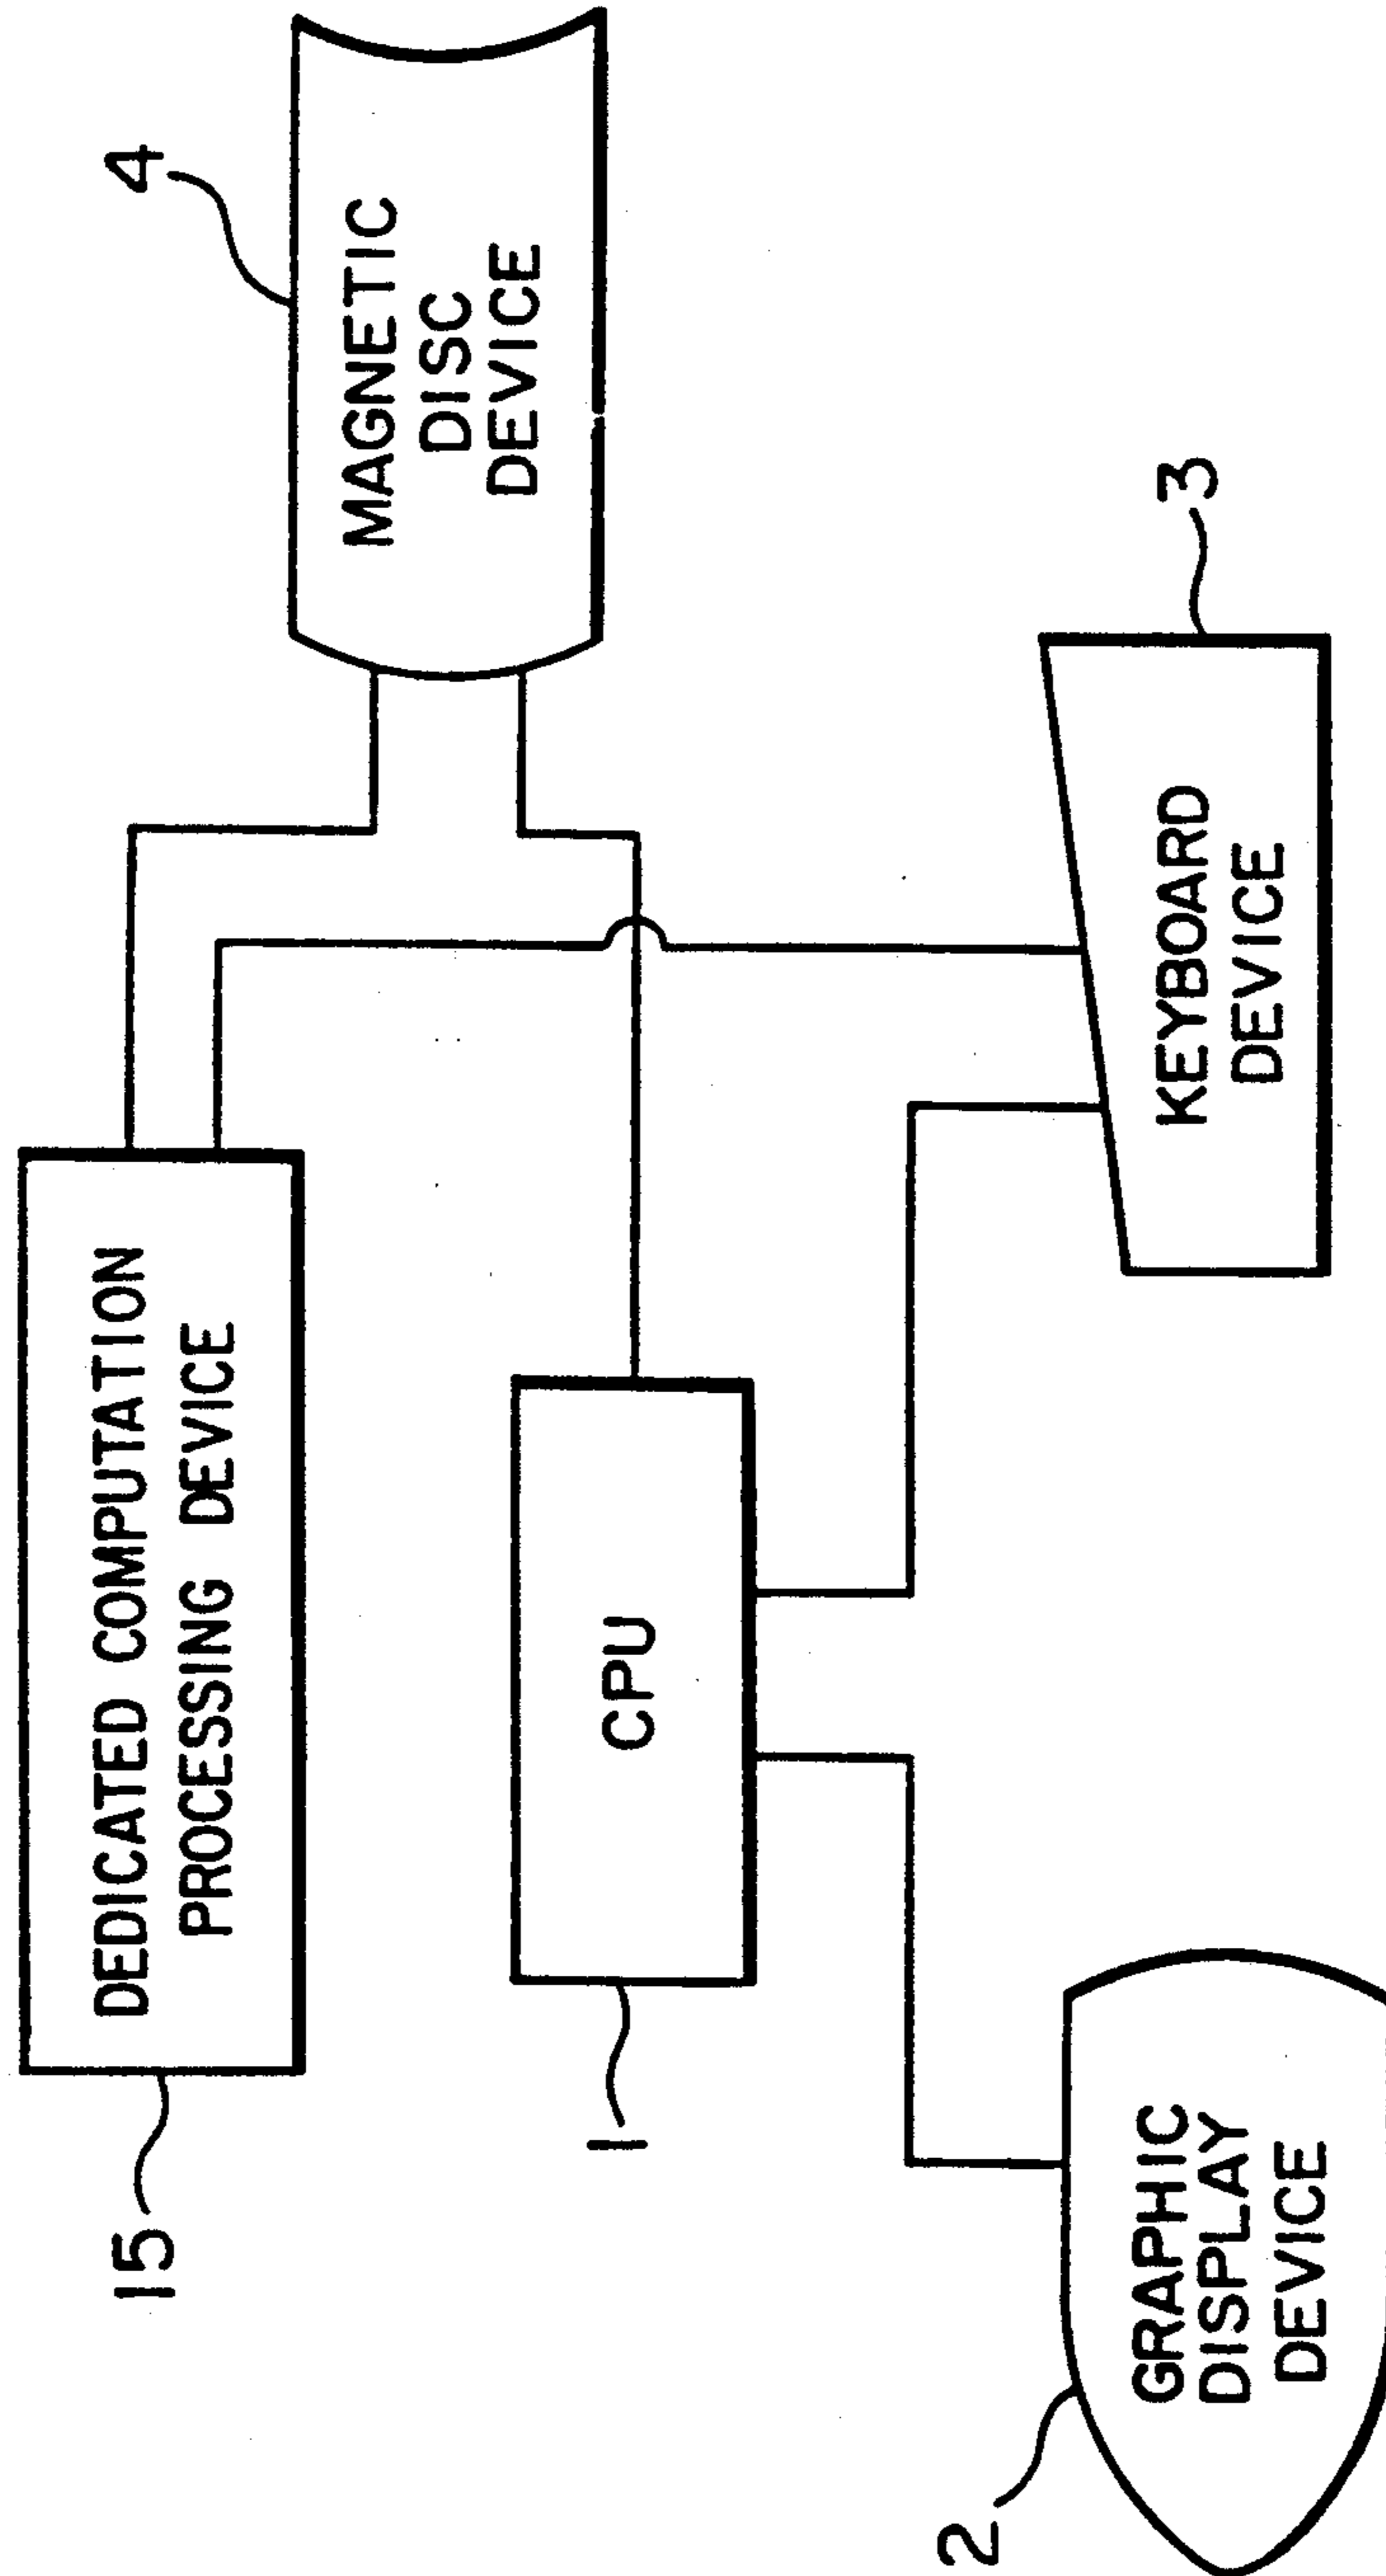 15
DEDICATED COMPUTATION
PROCESSING DEVICE
4
MAGNETIC
DISC
DEVICE
1
CPU
2
GRAPHIC
DISPLAY
DEVICE
KEYBOARD
DEVICE
3